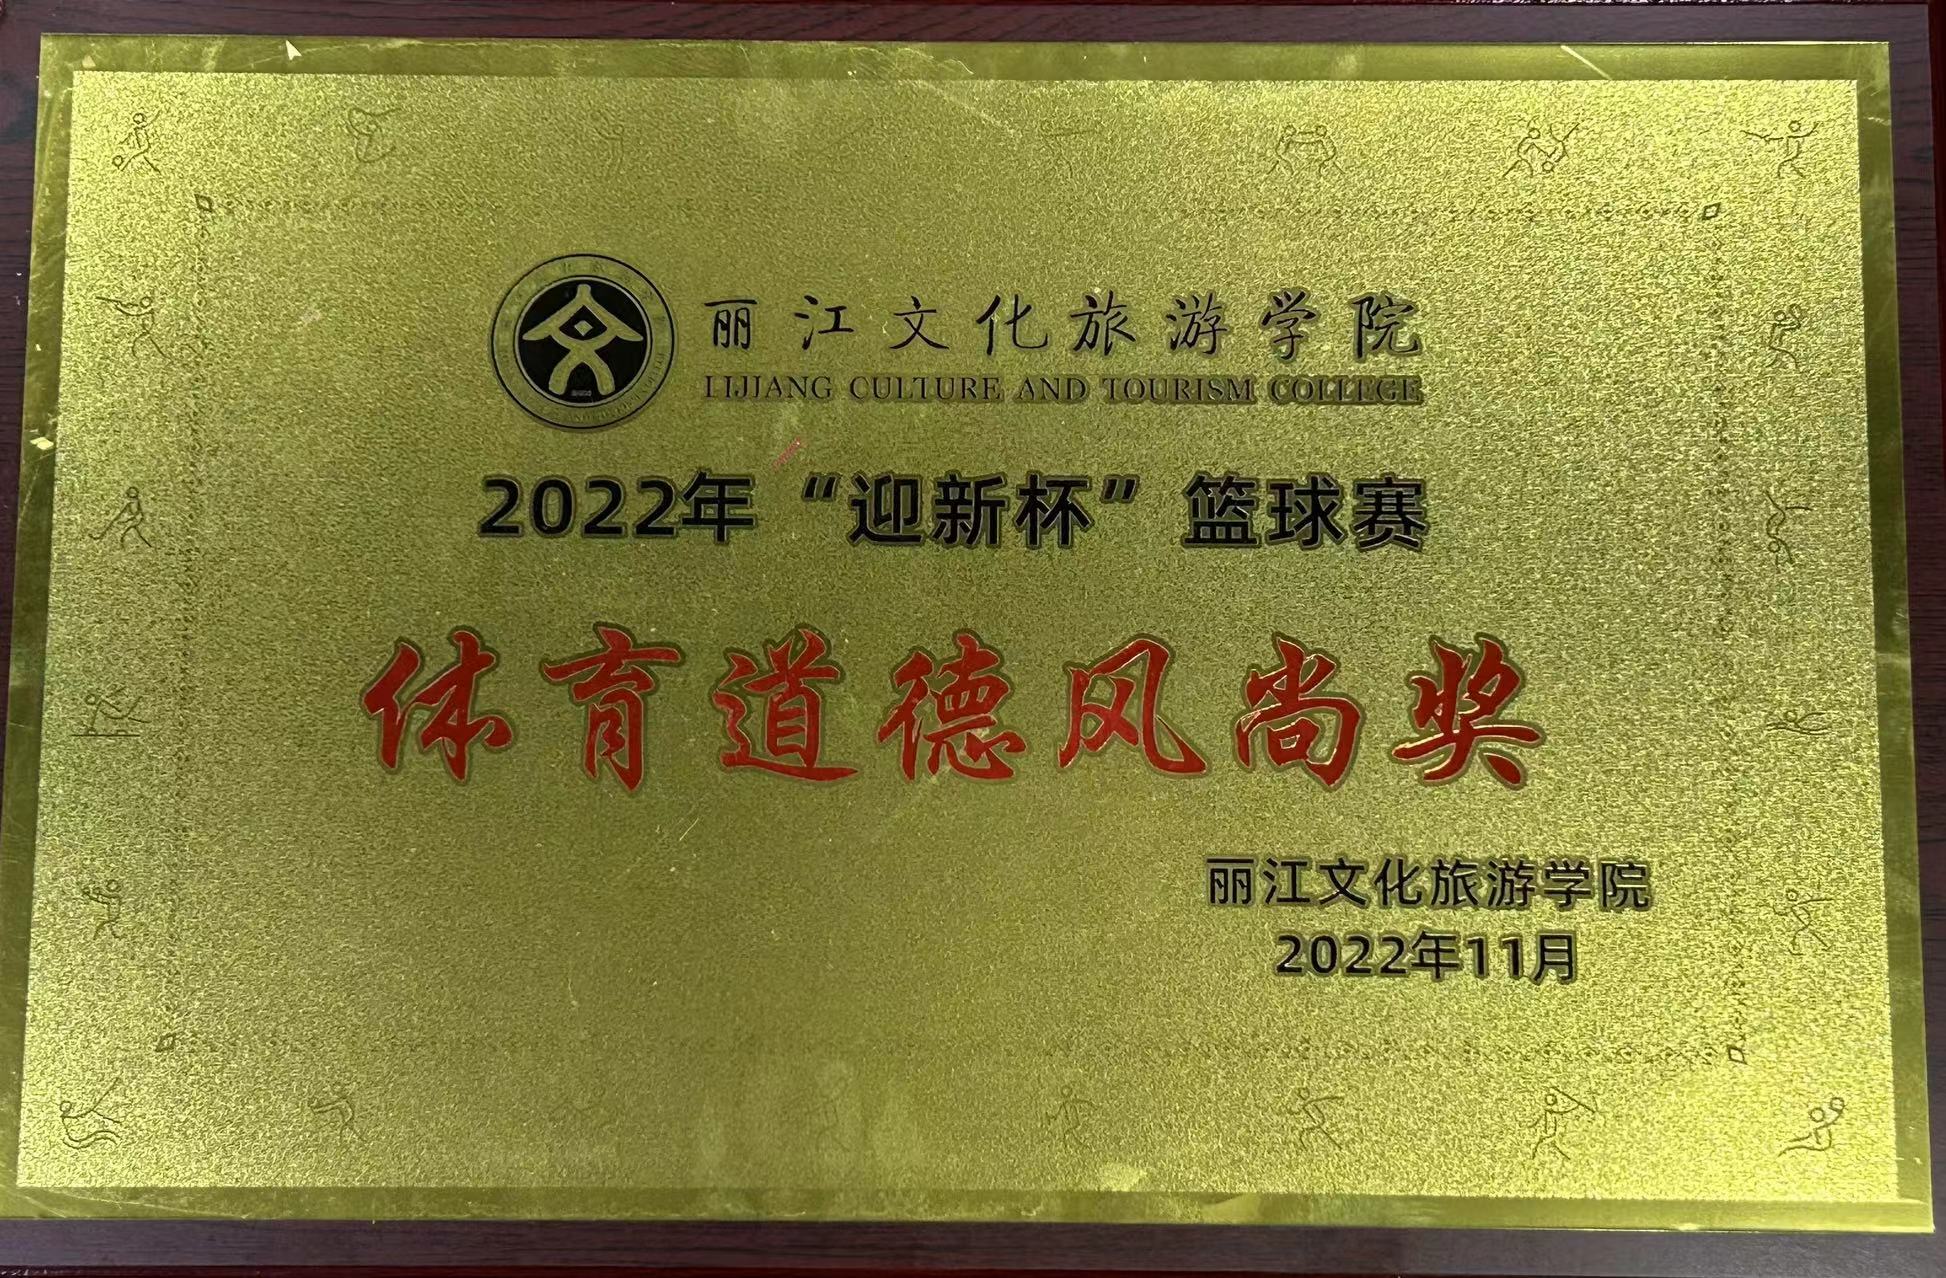 丽江文化旅游学院
LIJIANG CULTURE AND TOURISM COLLEGE
2022年“迎新杯”篮球赛
体育道德风尚奖
丽江文化旅游学院
2022年11月